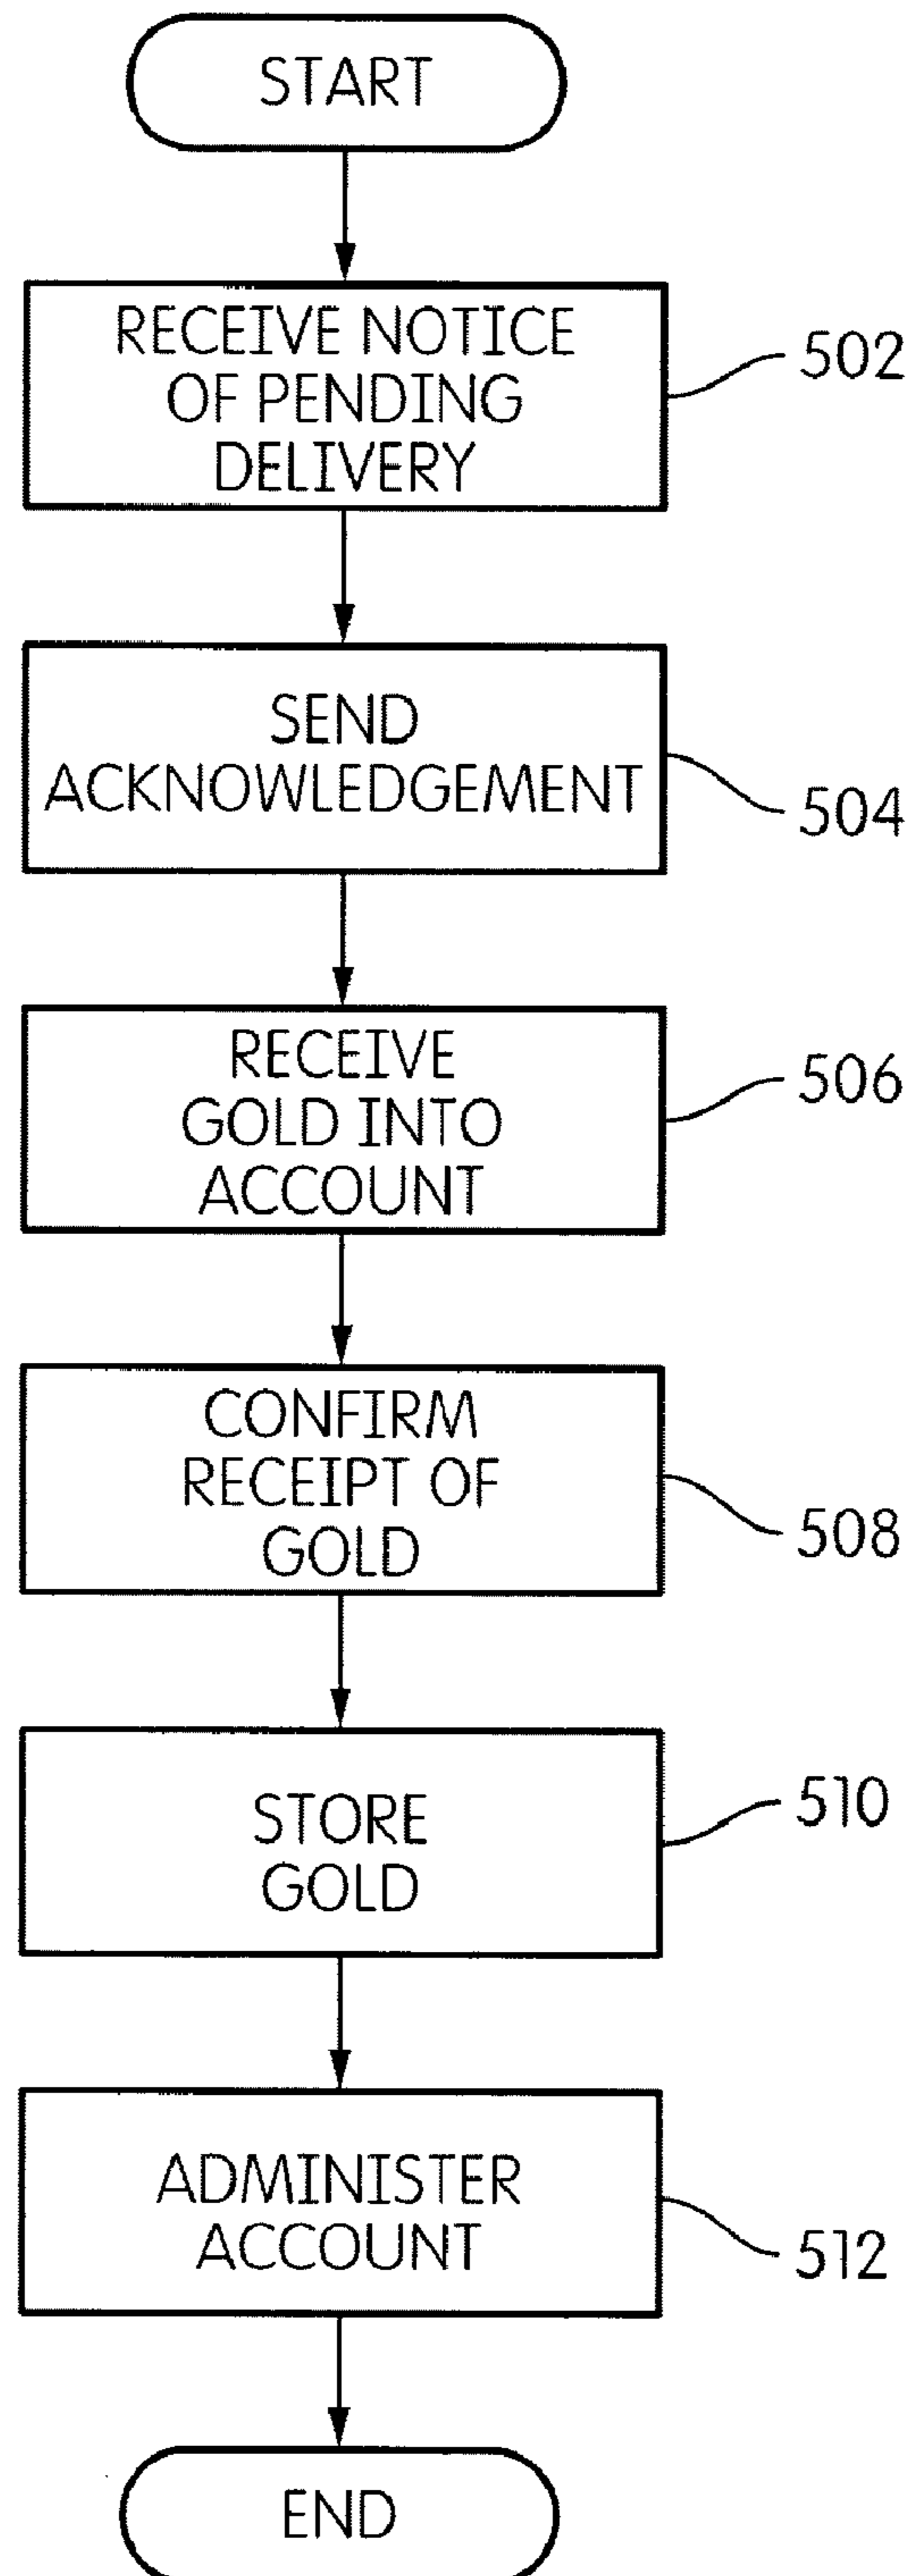 START
RECEIVE NOTICE
OF PENDING
DELIVERY
502
SEND
ACKNOWLEDGEMENT
504
RECEIVE
GOLD INTO
ACCOUNT
506
CONFIRM
RECEIPT OF
GOLD
508
STORE
GOLD
510
ADMINISTER
ACCOUNT
512
END